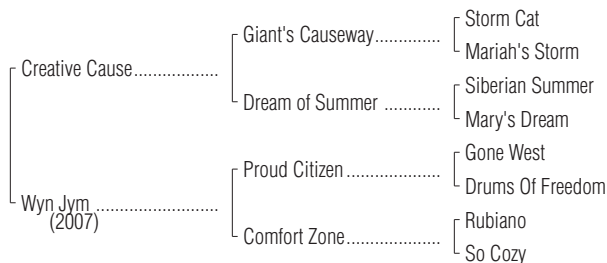 Storm Cat
Giant's Causeway..............
Mariah's Storm
Creative Cause..................
Siberian Summer
Dream of Summer ............
Mary's Dream
Gone West
Proud Citizen ....................
Drums Of Freedom
Wyn Jym ..........................
(2007)
Rubiano
Comfort Zone....................
So Cozy